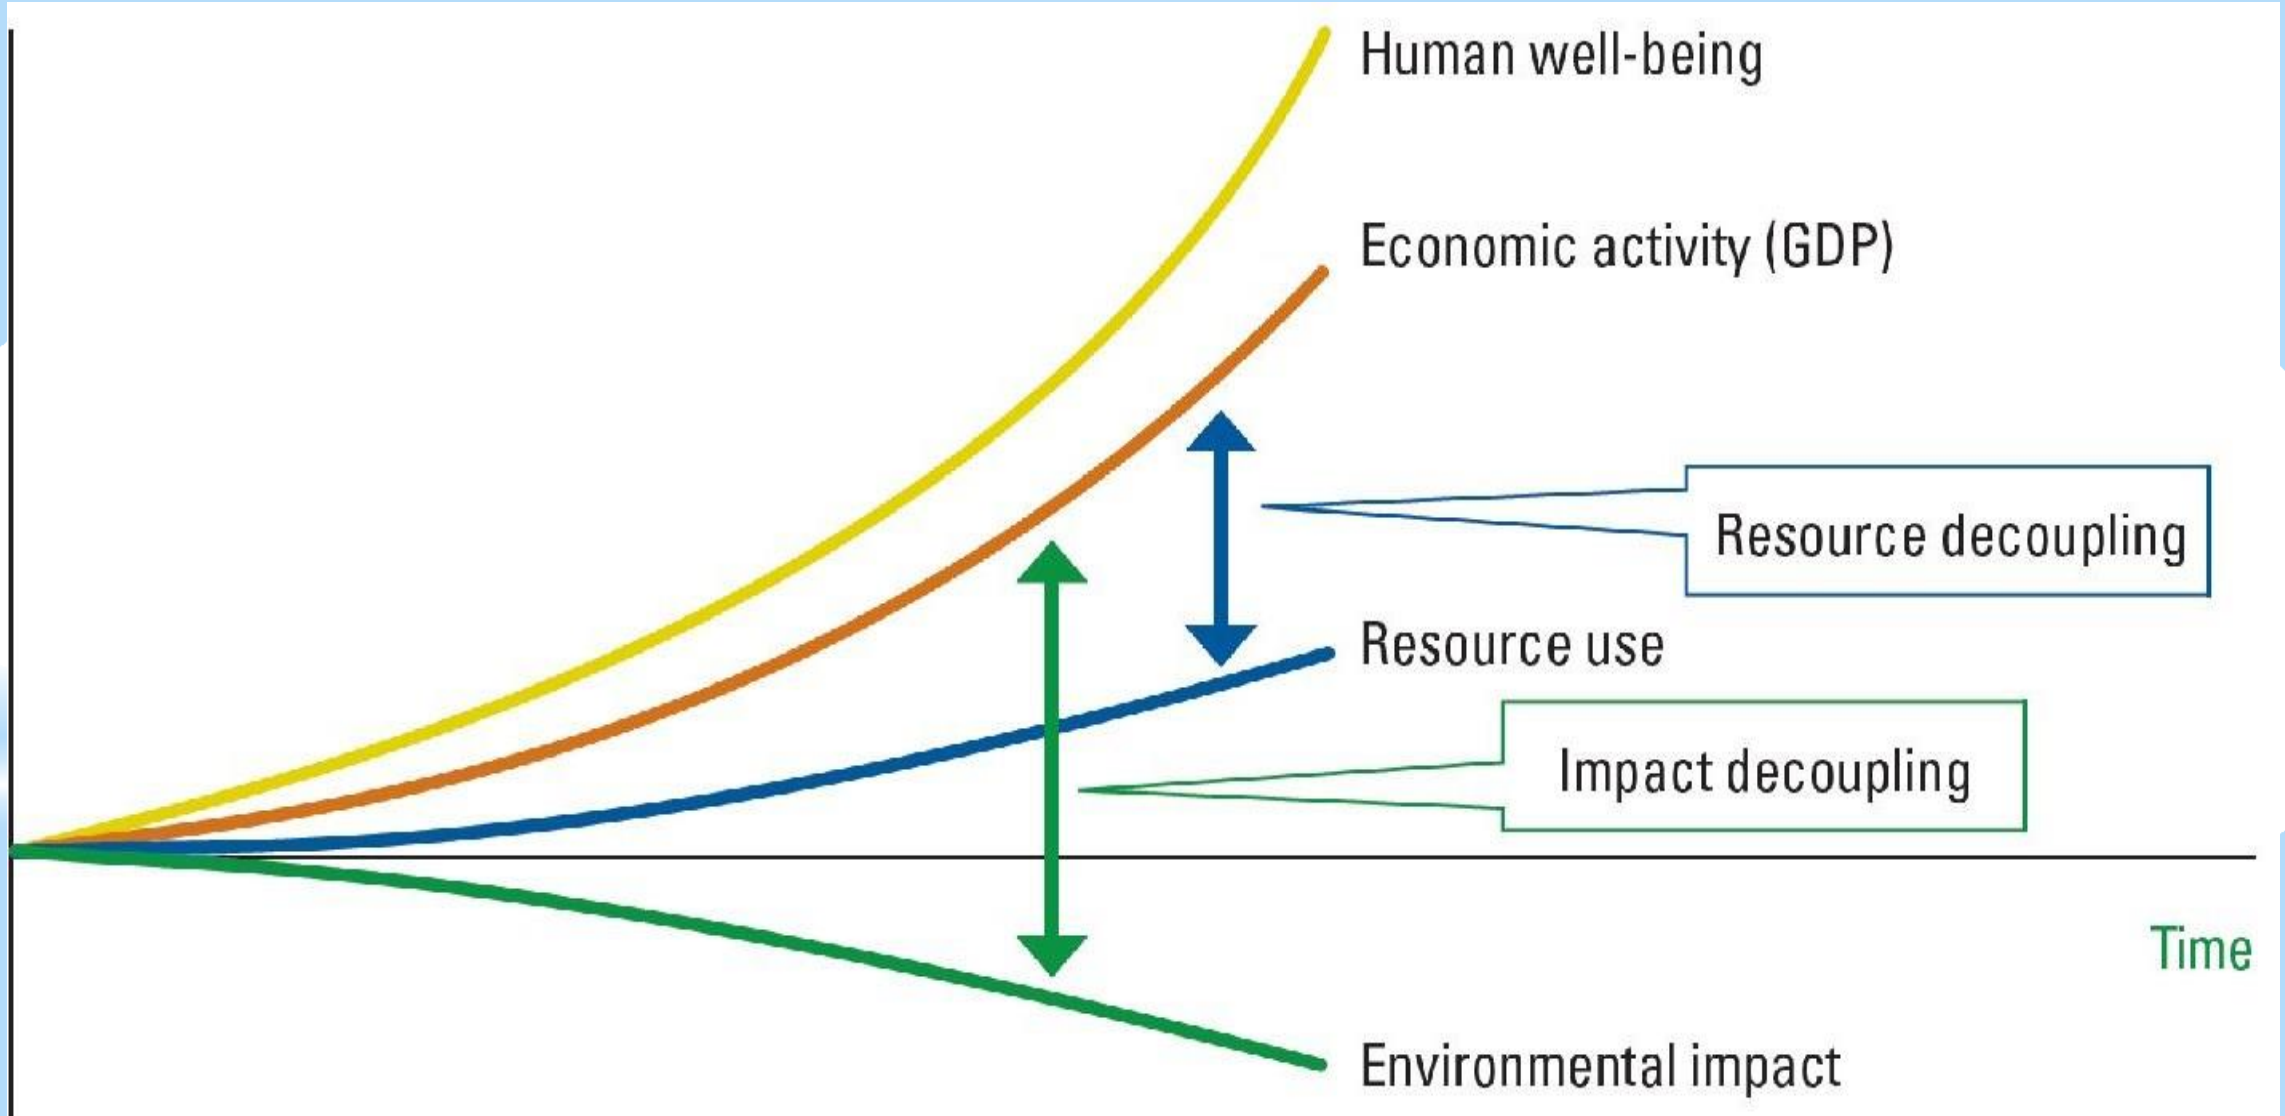 Human well-being
Economic activity (GDP)
Resource decoupling
Resource use
Impact decoupling
Time
Environmental impact